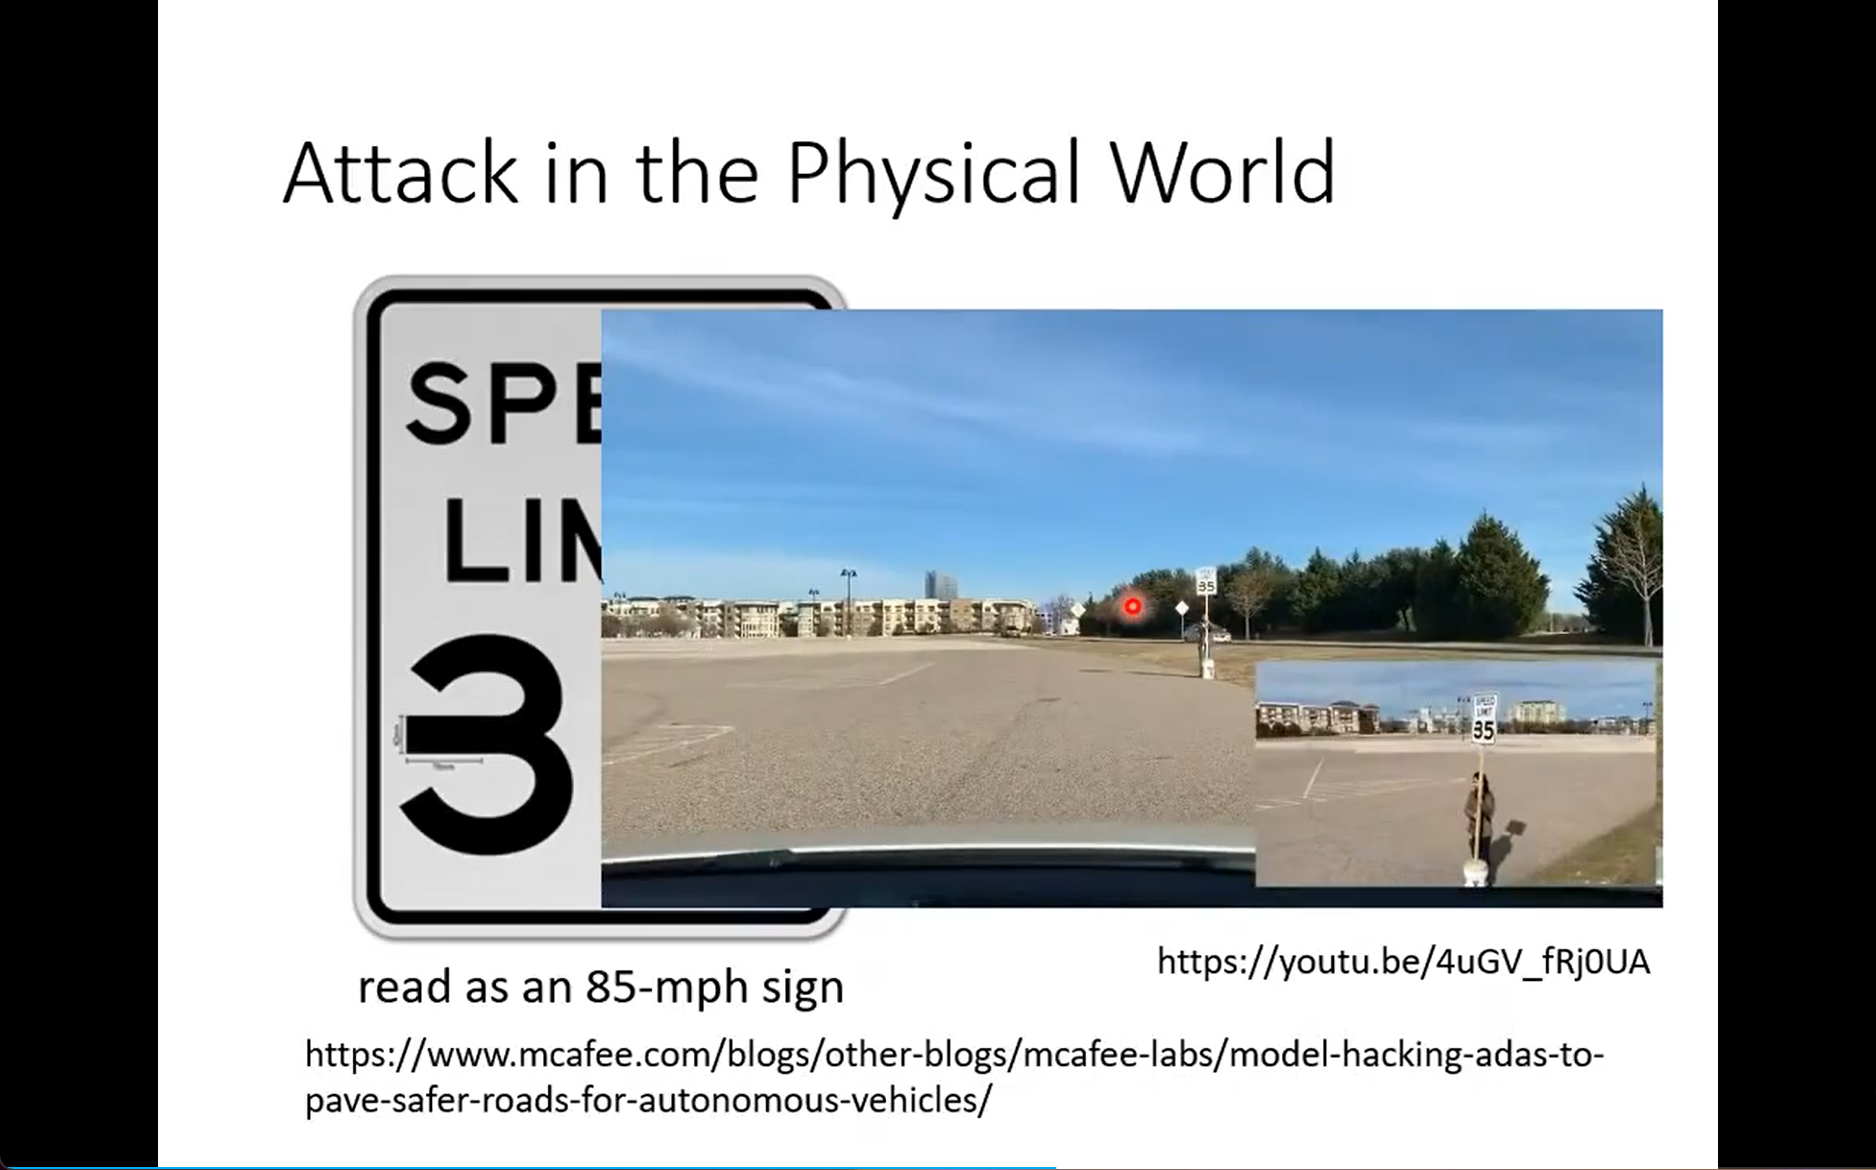 Attack in the Physical World
SPE
LIM
3
SPEED
LIMIT
35
35
read as an 85-mph sign
https://youtu.be/4uGV_fRj0UA
https://www.mcafee.com/blogs/other-blogs/mcafee-labs/model-hacking-adas-to-
pave-safer-roads-for-autonomous-vehicles/